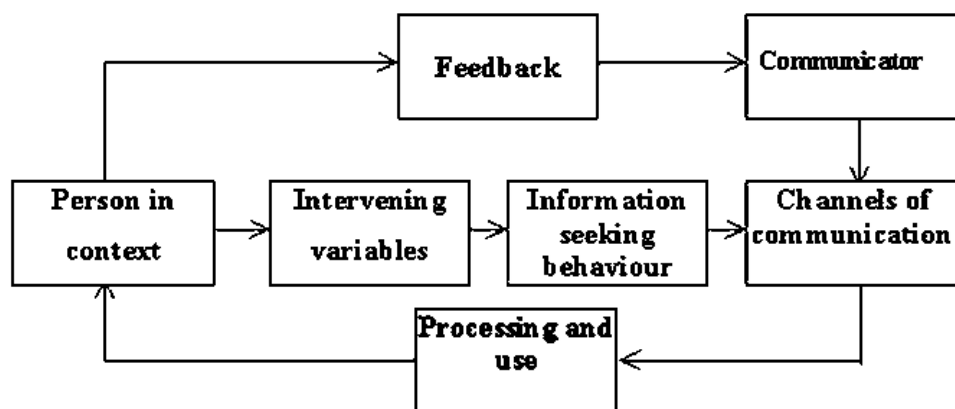 Feedback
Communicator
Person in
context
Intervening
variables
Information
seeking
behaviour
Channels of
communication
Processing and
use